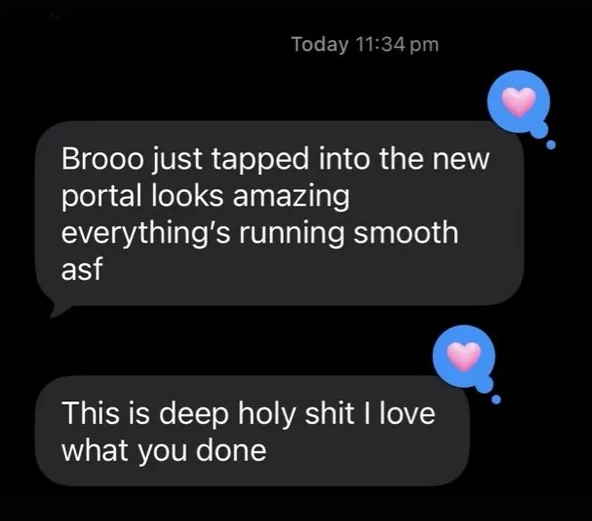 Today 11:34 pm
Brooo just tapped into the new
portal looks amazing
everything's running smooth
asf
This is deep holy shit I love
what you done